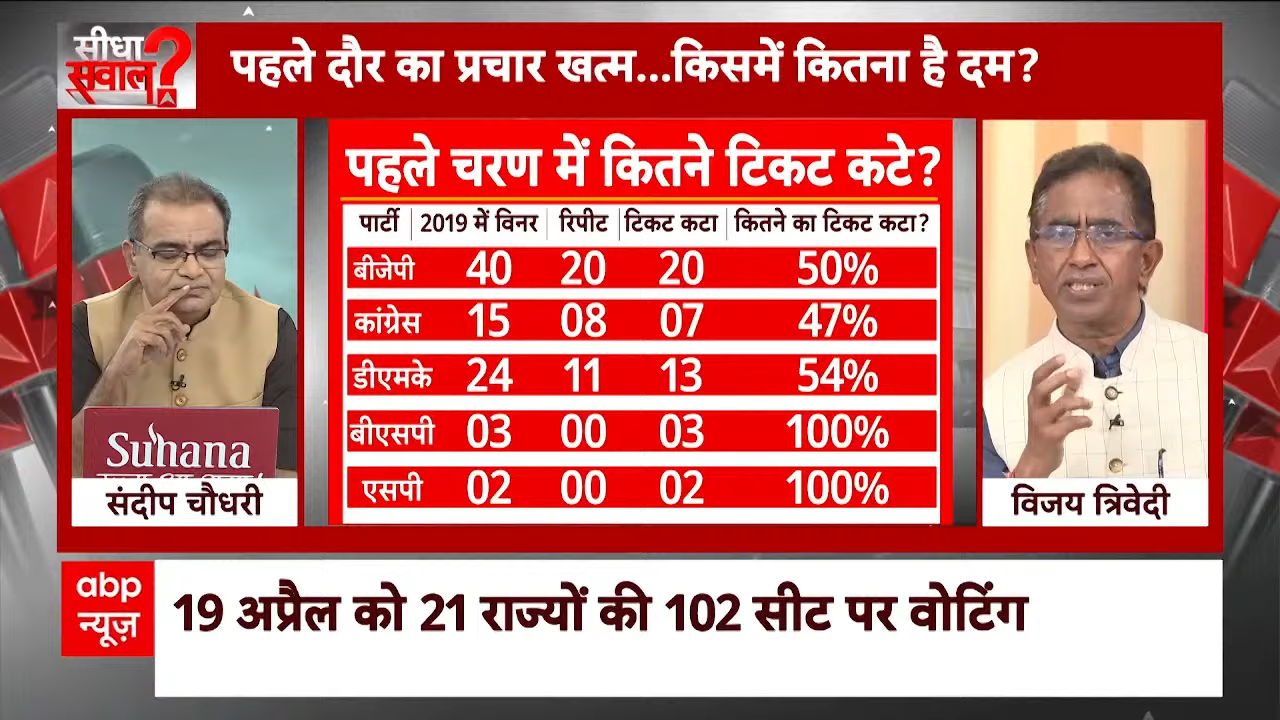 सीधा सवाल?
पहले दौर का प्रचार खत्म...किसमें कितना है दम?
पहले चरण में कितने टिकट कटे?
पार्टी 2019 में विनर रिपीट टिकट कटा कितने का टिकट कटा?
बीजेपी 40 20 20 50%
कांग्रेस 15 08 07 47%
डीएमके 24 11 13 54%
बीएसपी 03 00 03 100%
एसपी 02 00 02 100%
Suhana
संदीप चौधरी
विजय त्रिवेदी
abp
न्यूज़
19 अप्रैल को 21 राज्यों की 102 सीट पर वोटिंग